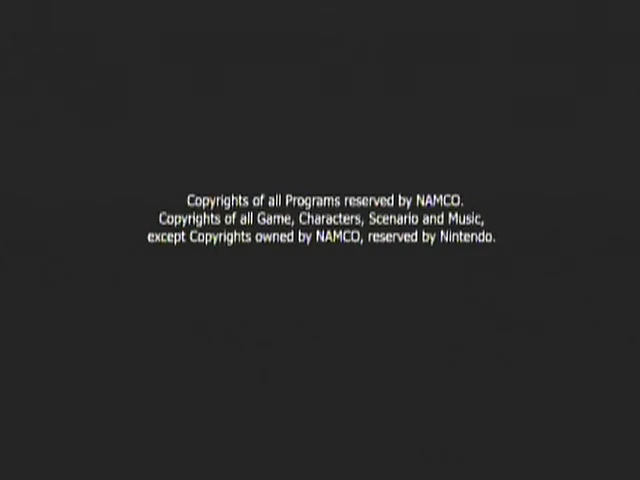 Copyrights of all Programs reserved by NAMCO.
Copyrights of all Game, Characters, Scenario and Music,
except Copyrights owned by NAMCO, reserved by Nintendo.